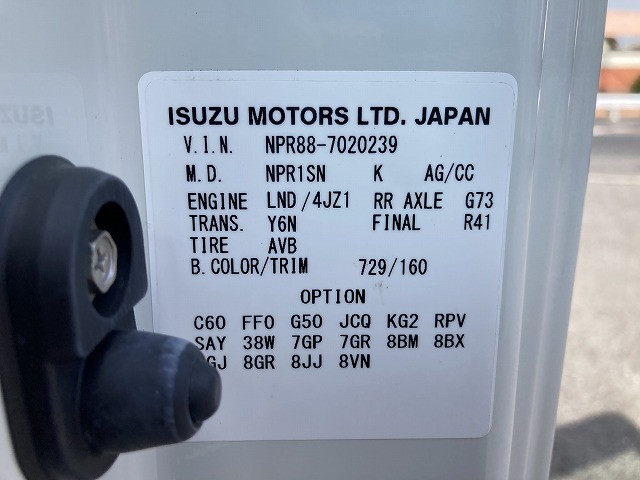 ISUZU MOTORS LTD. JAPAN
V.I.N. NPR88-7020239
M.D. NPR1SN K AG/CC
ENGINE LND/4JZ1 RR AXLE G73
TRANS. Y6N FINAL R41
TIRE AVB
B.COLOR/TRIM 729/160
OPTION
C60 FF0 G50 JCQ KG2 RPV
SAY 38W 7GP 7GR 8BM 8BX
8GR 8JJ 8VN